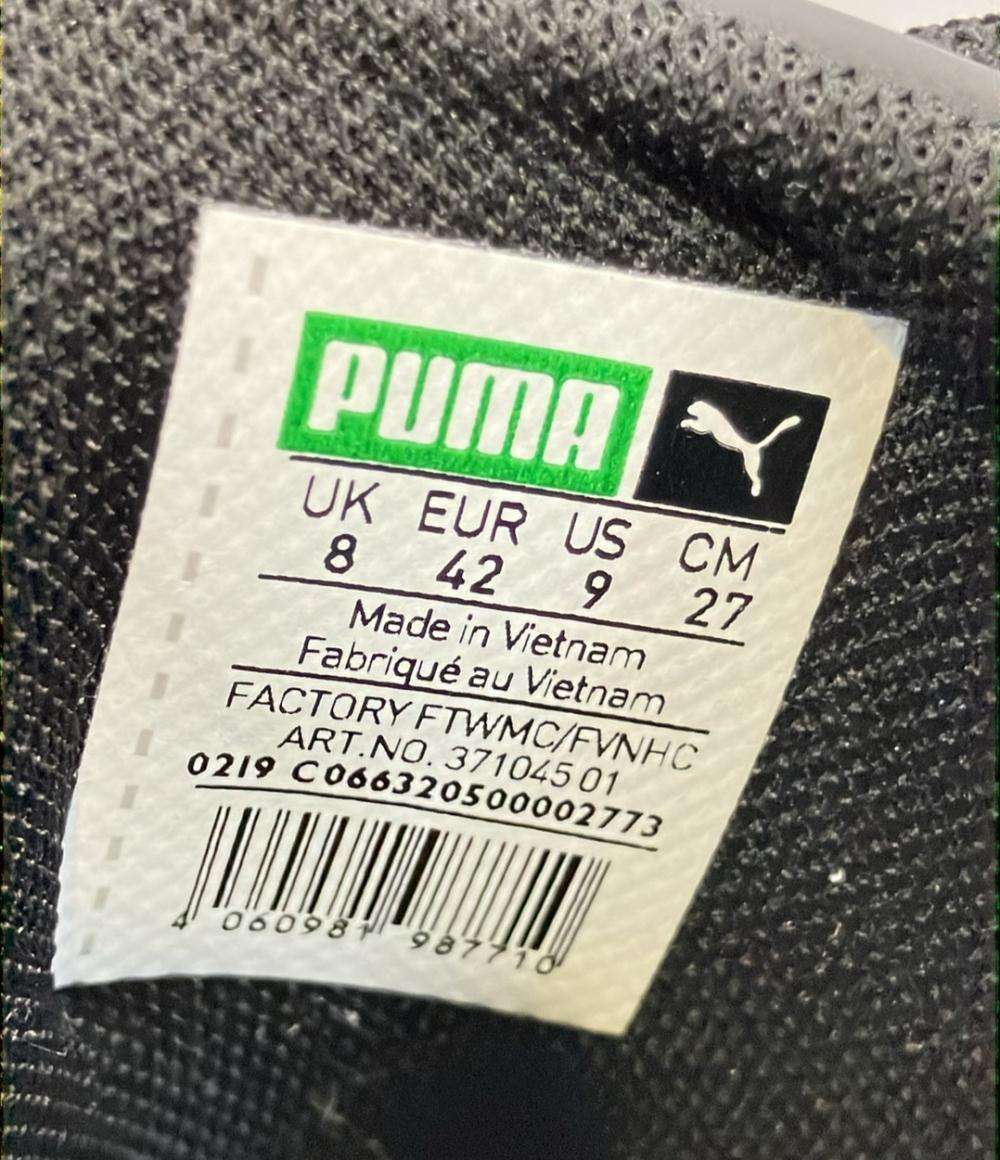 PUMA
UK EUR US CM
8 42 9 27
Made in Vietnam
Fabriqué au Vietnam
FACTORY FTWMC/FVNHC
ART.NO. 371045 01
0219 C066320500002773
4 060981 987710